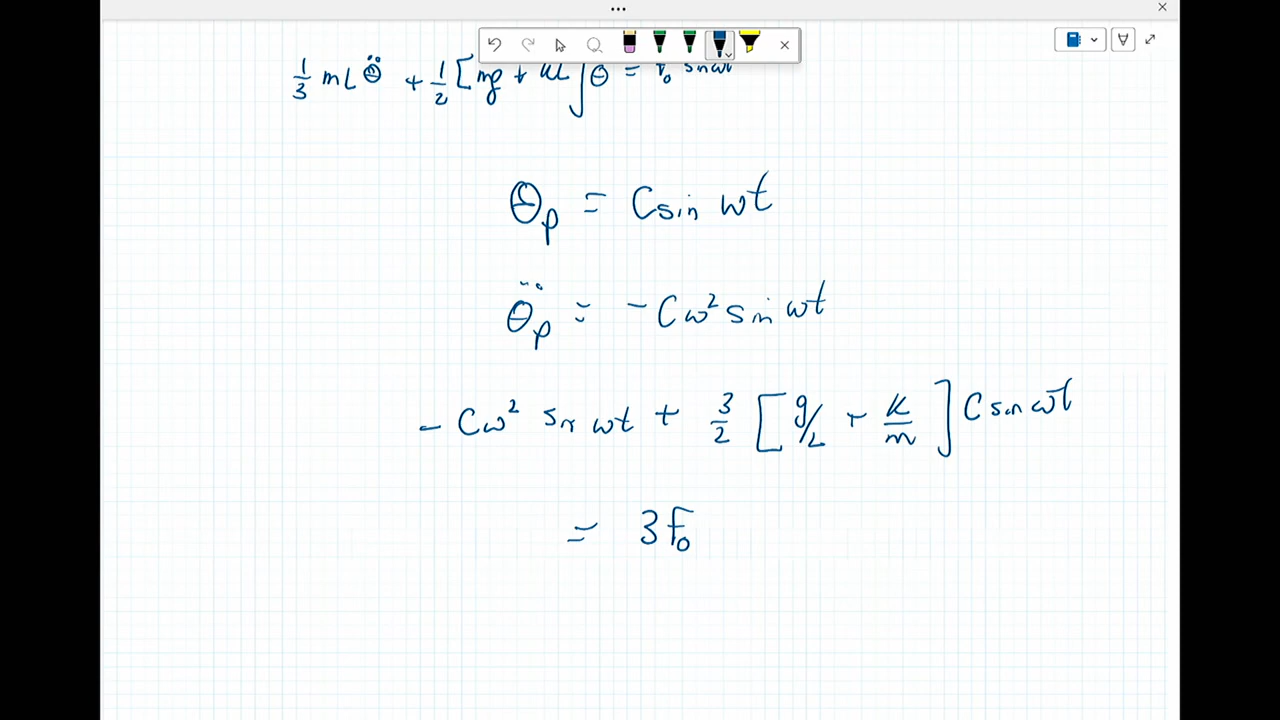 1/3 mL θ̈ + 1/2 [mg + kL] θ = F₀ sin ωt
θp = C sin ωt
θ̈p = -Cω² sin ωt
- Cω² sin ωt + 3/2 [g/L + k/m] C sin ωt
= 3F₀